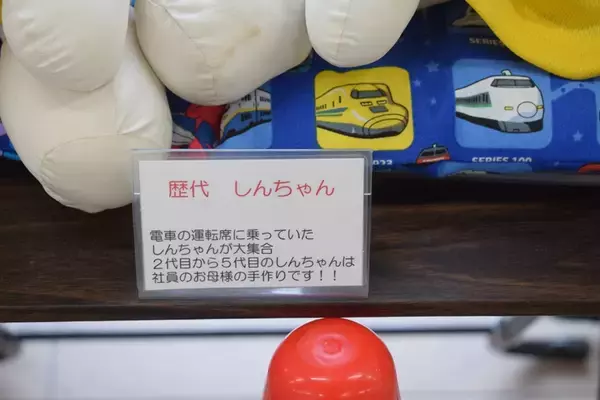 SERIES
923
SERIES 100
歴代 しんちゃん
電車の運転席に乗っていた
しんちゃんが大集合
2代目から5代目のしんちゃんは
社員のお母様の手作りです!!